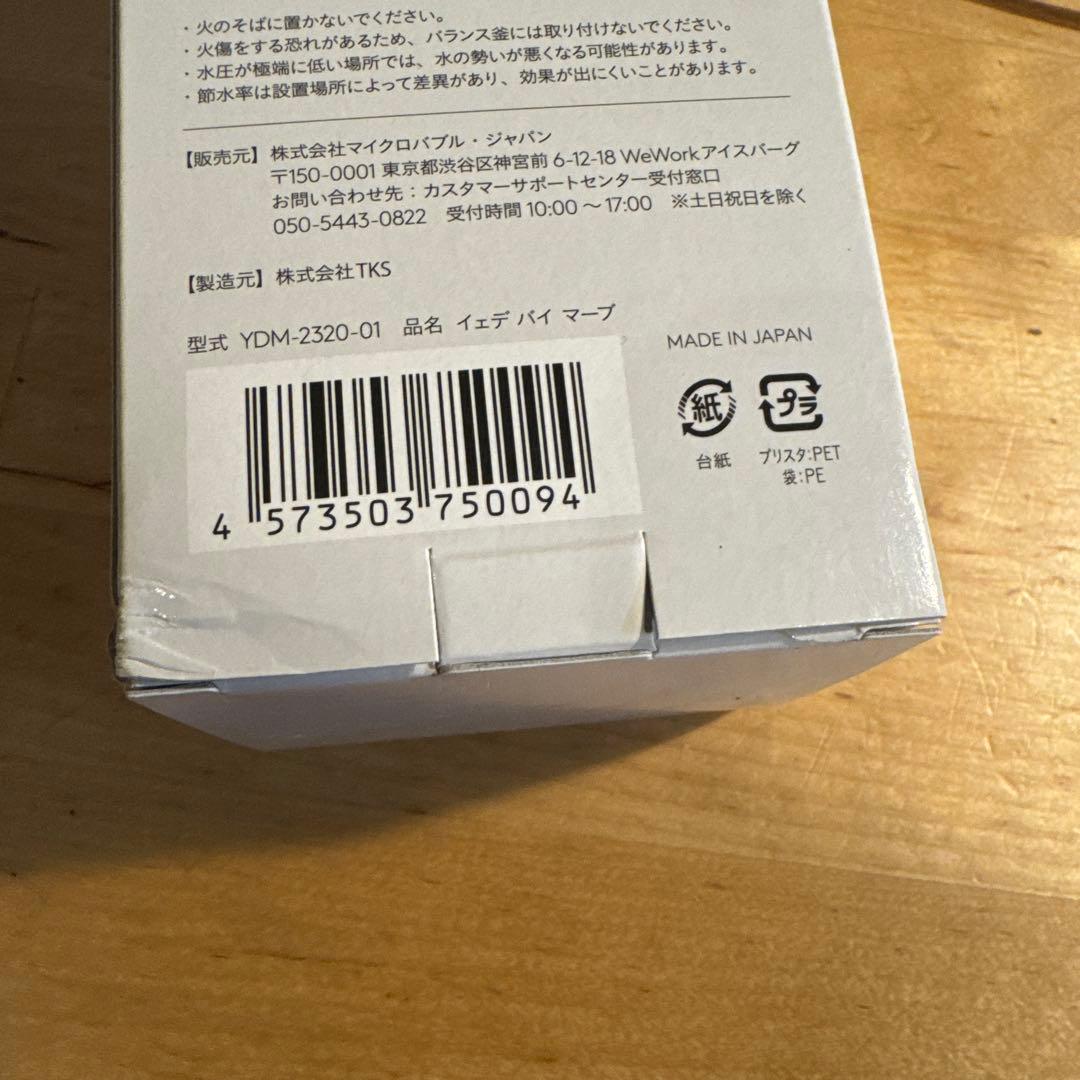 ・火のそばに置かないでください。
・火傷をする恐れがあるため、バランス釜には取り付けないでください。
・水圧が極端に低い場所では、水の勢いが悪くなる可能性があります。
・節水率は設置場所によって差異があり、効果が出にくいことがあります。
【販売元】株式会社マイクロバブル・ジャパン
〒150-0001 東京都渋谷区神宮前 6-12-18 WeWorkアイスバーグ
お問い合わせ先：カスタマーサポートセンター受付窓口
050-5443-0822 受付時間 10:00 〜 17:00 ※土日祝日を除く
【製造元】株式会社TKS
型式 YDM-2320-01 品名 イェデ バイ マーブ
MADE IN JAPAN
紙 プラ
台紙 ブリスタ:PET
袋:PE
4 573503 750094